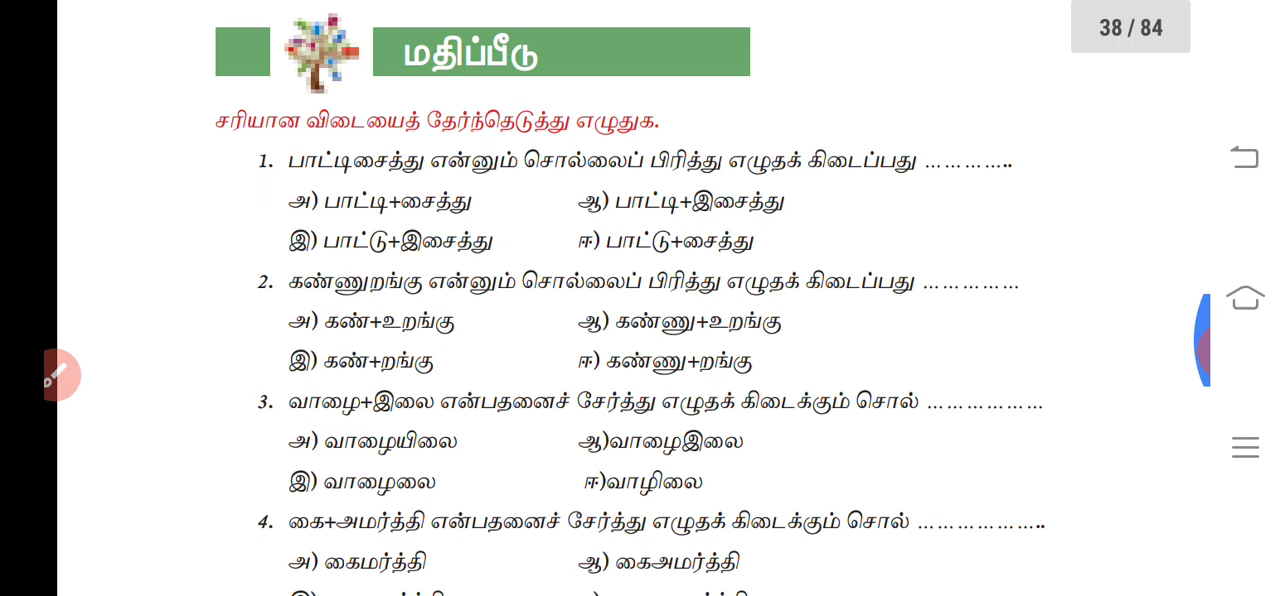 38 / 84
மதிப்பீடு
சரியான விடையைத் தேர்ந்தெடுத்து எழுதுக.
1. பாட்டிசைத்து என்னும் சொல்லைப் பிரித்து எழுதக் கிடைப்பது …………..
அ) பாட்டி+சைத்து ஆ) பாட்டி+இசைத்து
இ) பாட்டு+இசைத்து ஈ) பாட்டு+சைத்து
2. கண்ணுறங்கு என்னும் சொல்லைப் பிரித்து எழுதக் கிடைப்பது ……………
அ) கண்+உறங்கு ஆ) கண்ணு+உறங்கு
இ) கண்+றங்கு ஈ) கண்ணு+றங்கு
3. வாழை+இலை என்பதனைச் சேர்த்து எழுதக் கிடைக்கும் சொல் ………………
அ) வாழையிலை ஆ)வாழைஇலை
இ) வாழைலை ஈ)வாழிலை
4. கை+அமர்த்தி என்பதனைச் சேர்த்து எழுதக் கிடைக்கும் சொல் ………………..
அ) கைமர்த்தி ஆ) கைஅமர்த்தி